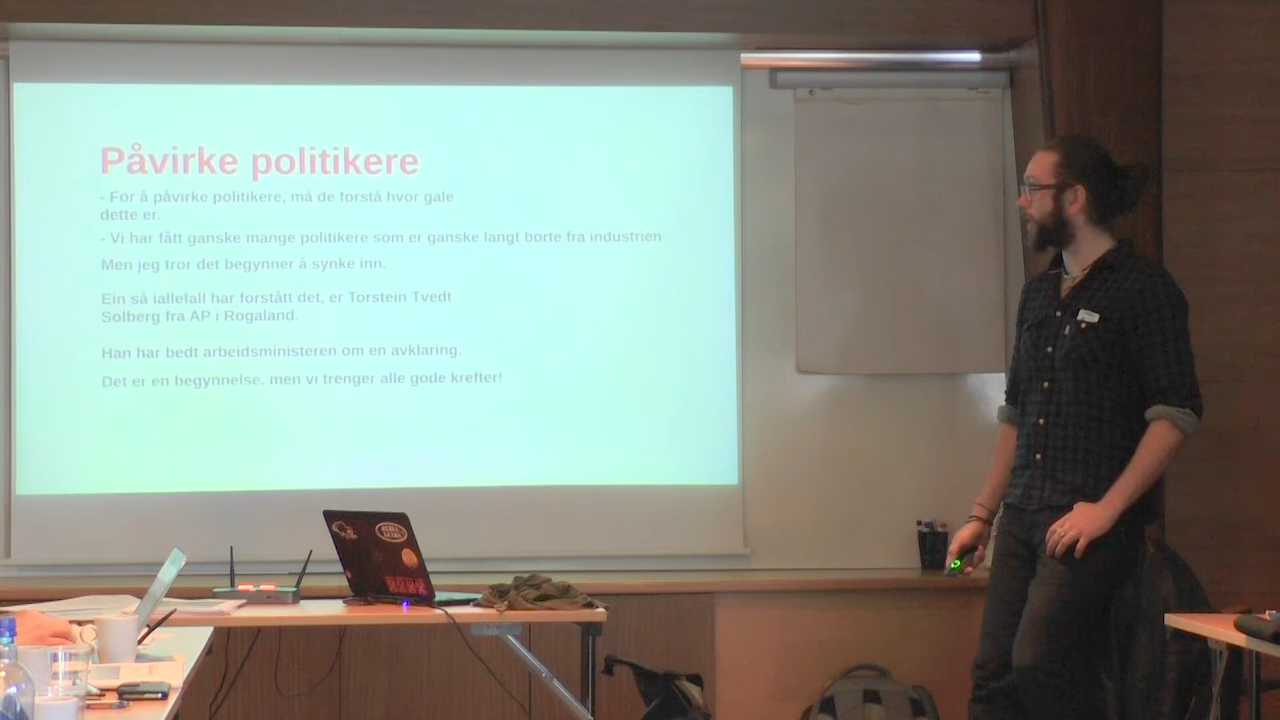 Påvirke politikere
- For å påvirke politikere, må de forstå hvor gale
dette er.
- Vi har fått ganske mange politikere som er ganske langt borte fra industrien
Men jeg tror det begynner å synke inn.
Ein så iallefall har forstått det, er Torstein Tvedt
Solberg fra AP i Rogaland.
Han har bedt arbeidsministeren om en avklaring.
Det er en begynnelse, men vi trenger alle gode krefter!